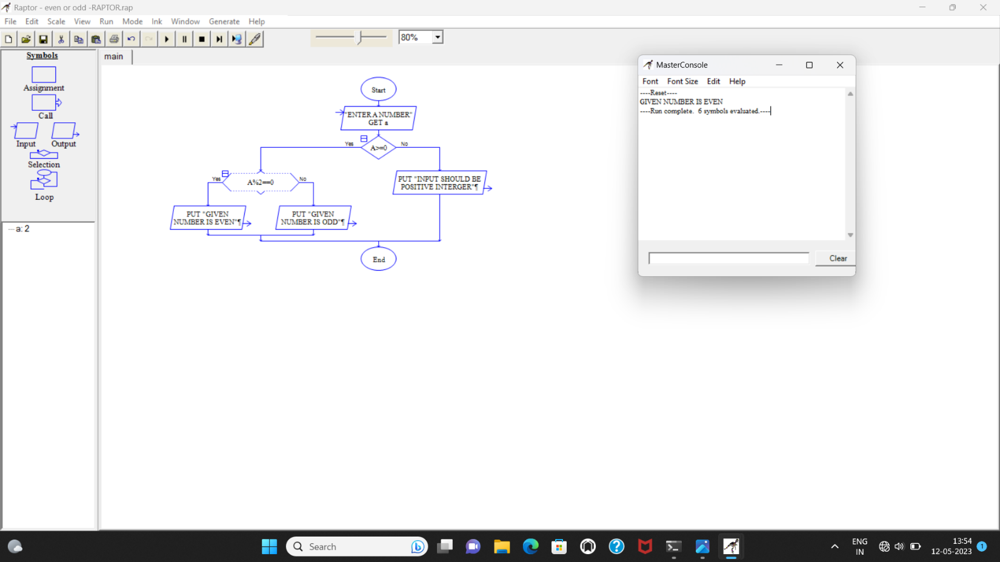 Raptor - even or odd -RAPTOR.rap
File Edit Scale View Run Mode Ink Window Generate Help
80%
Symbols
Assignment
Call
Input Output
Selection
Loop
a: 2
main
Start
"ENTER A NUMBER"
GET a
Yes A>=0 No
Yes A%2==0 No
PUT "INPUT SHOULD BE
POSITIVE INTERGER"¶
PUT "GIVEN
NUMBER IS EVEN"¶
PUT "GIVEN
NUMBER IS ODD"¶
End
MasterConsole
Font Font Size Edit Help
----Reset----
GIVEN NUMBER IS EVEN
----Run complete. 6 symbols evaluated.----
Clear
Search
ENG
IN
13:54
12-05-2023
1